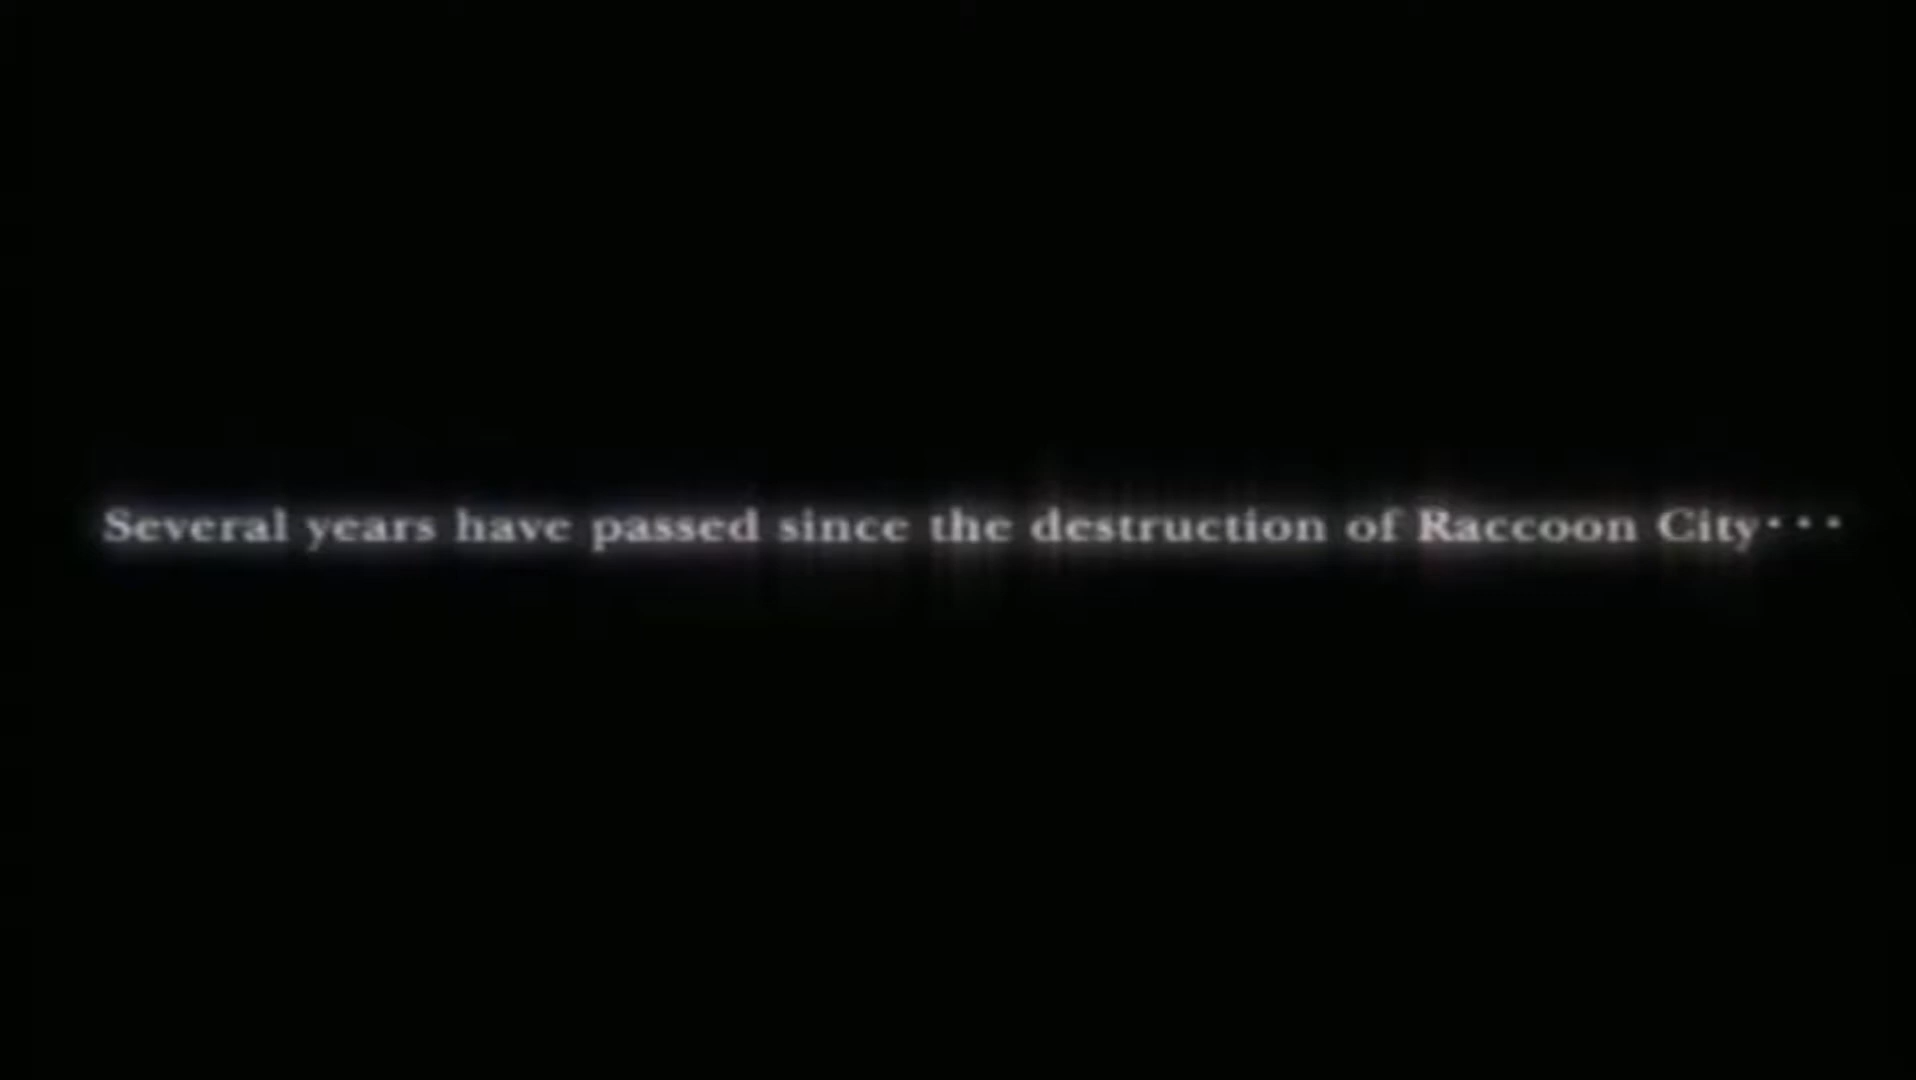 Several years have passed since the destruction of Raccoon City･･･